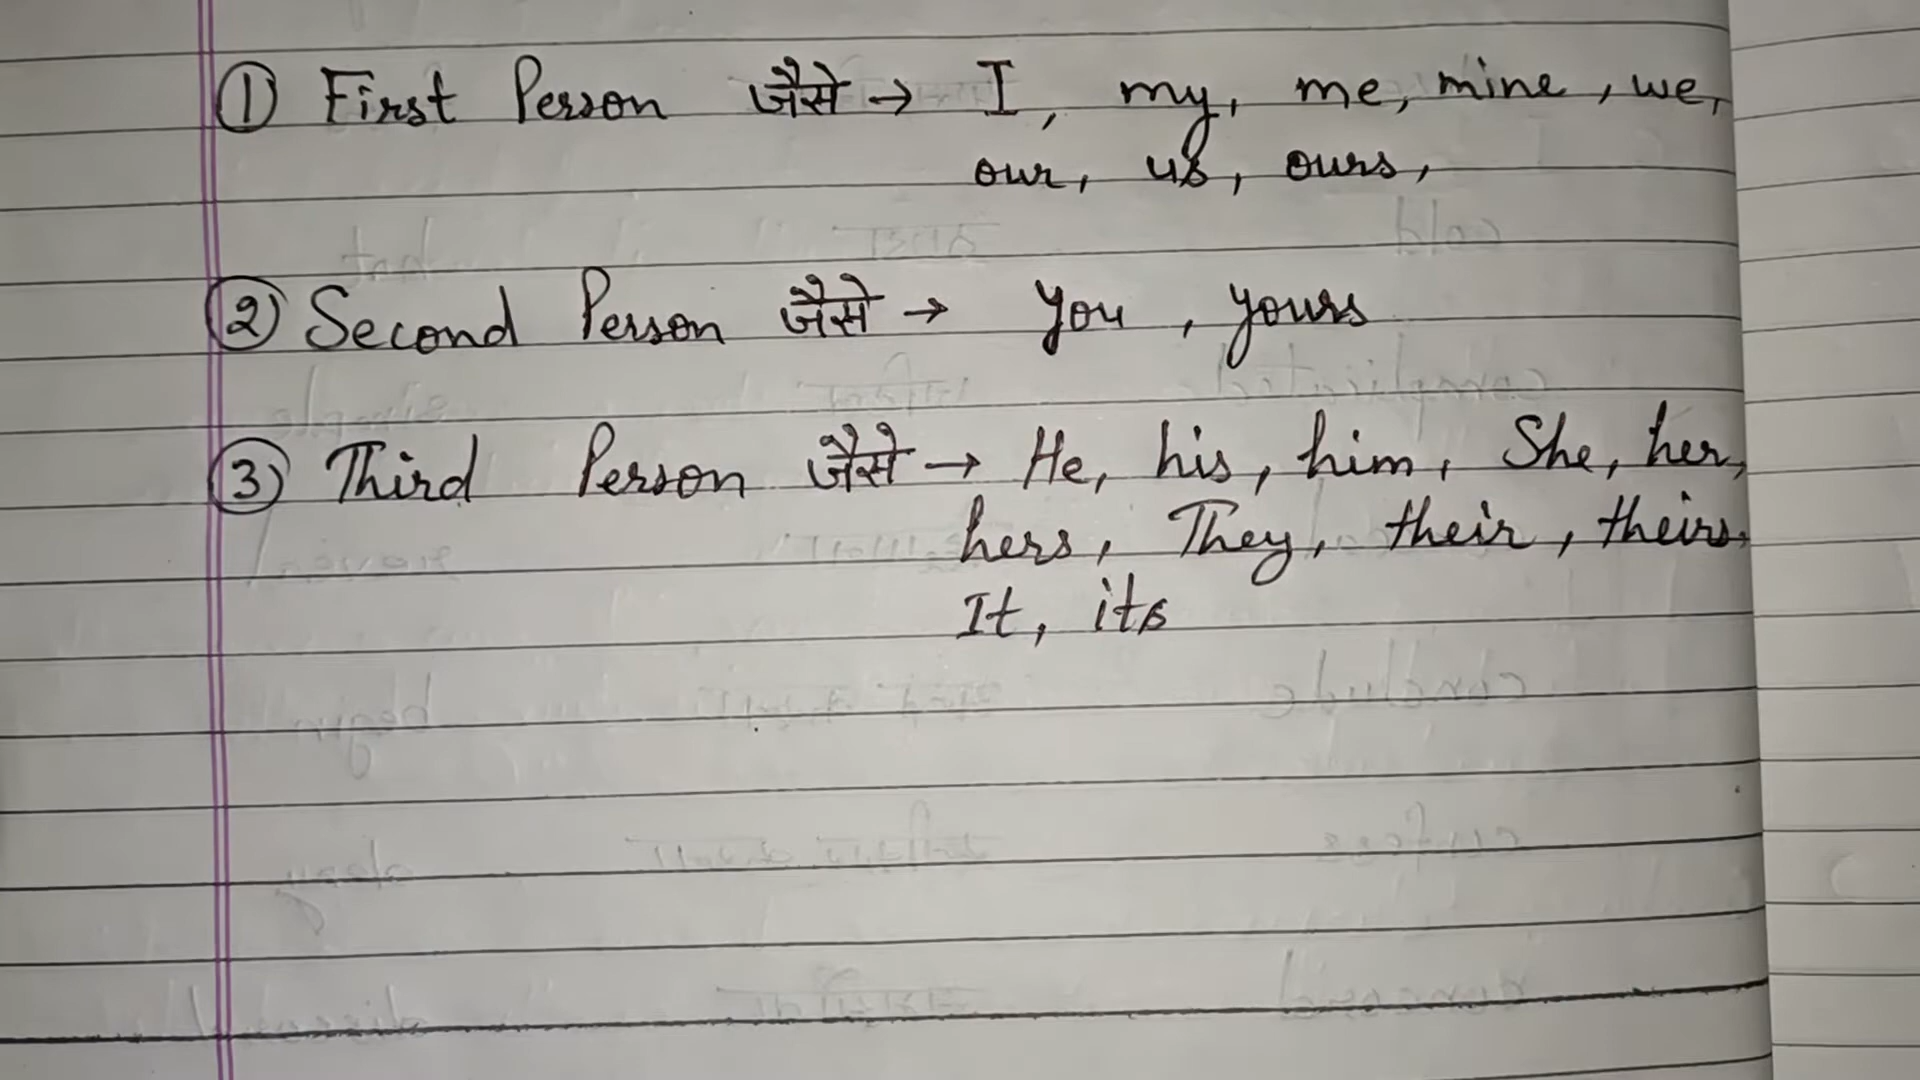 ① First Person जैसे → I, my, me, mine, we,
our, us, ours,
② Second Person जैसे → You, yours
③ Third Person जैसे → He, his, him, She, her,
hers, They, their, theirs,
It, its